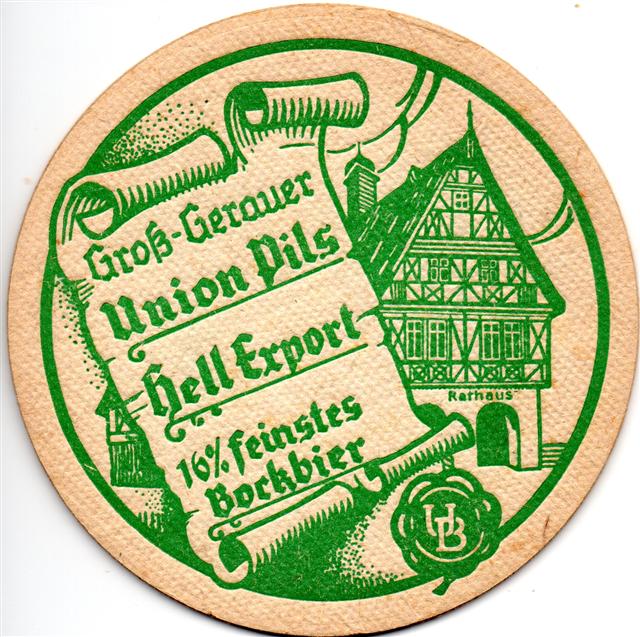 Groß-Gerauer
Union Pils
Hell Export
16% feinstes
Bockbier
Rathaus
UB